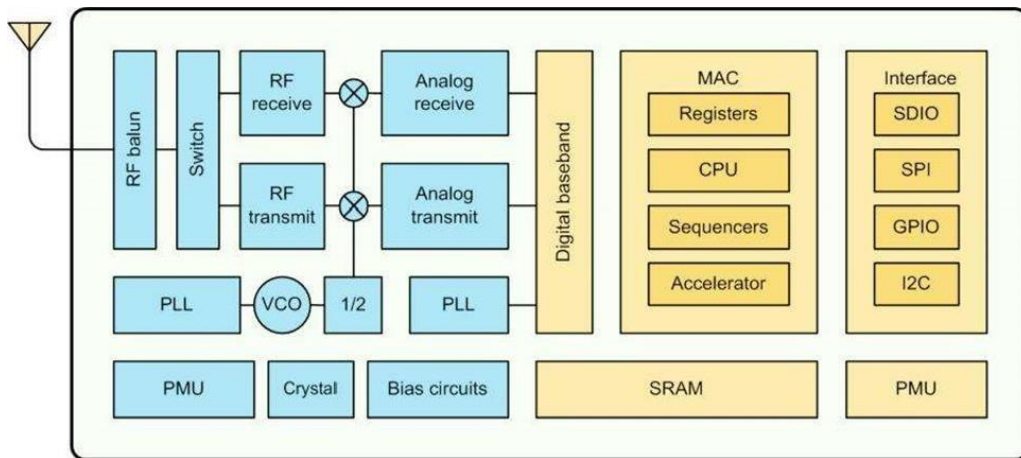 RF balun
Switch
RF
receive
Analog
receive
RF
transmit
Analog
transmit
PLL
VCO
1/2
PLL
PMU
Crystal
Bias circuits
Digital baseband
MAC
Registers
CPU
Sequencers
Accelerator
Interface
SDIO
SPI
GPIO
I2C
SRAM
PMU